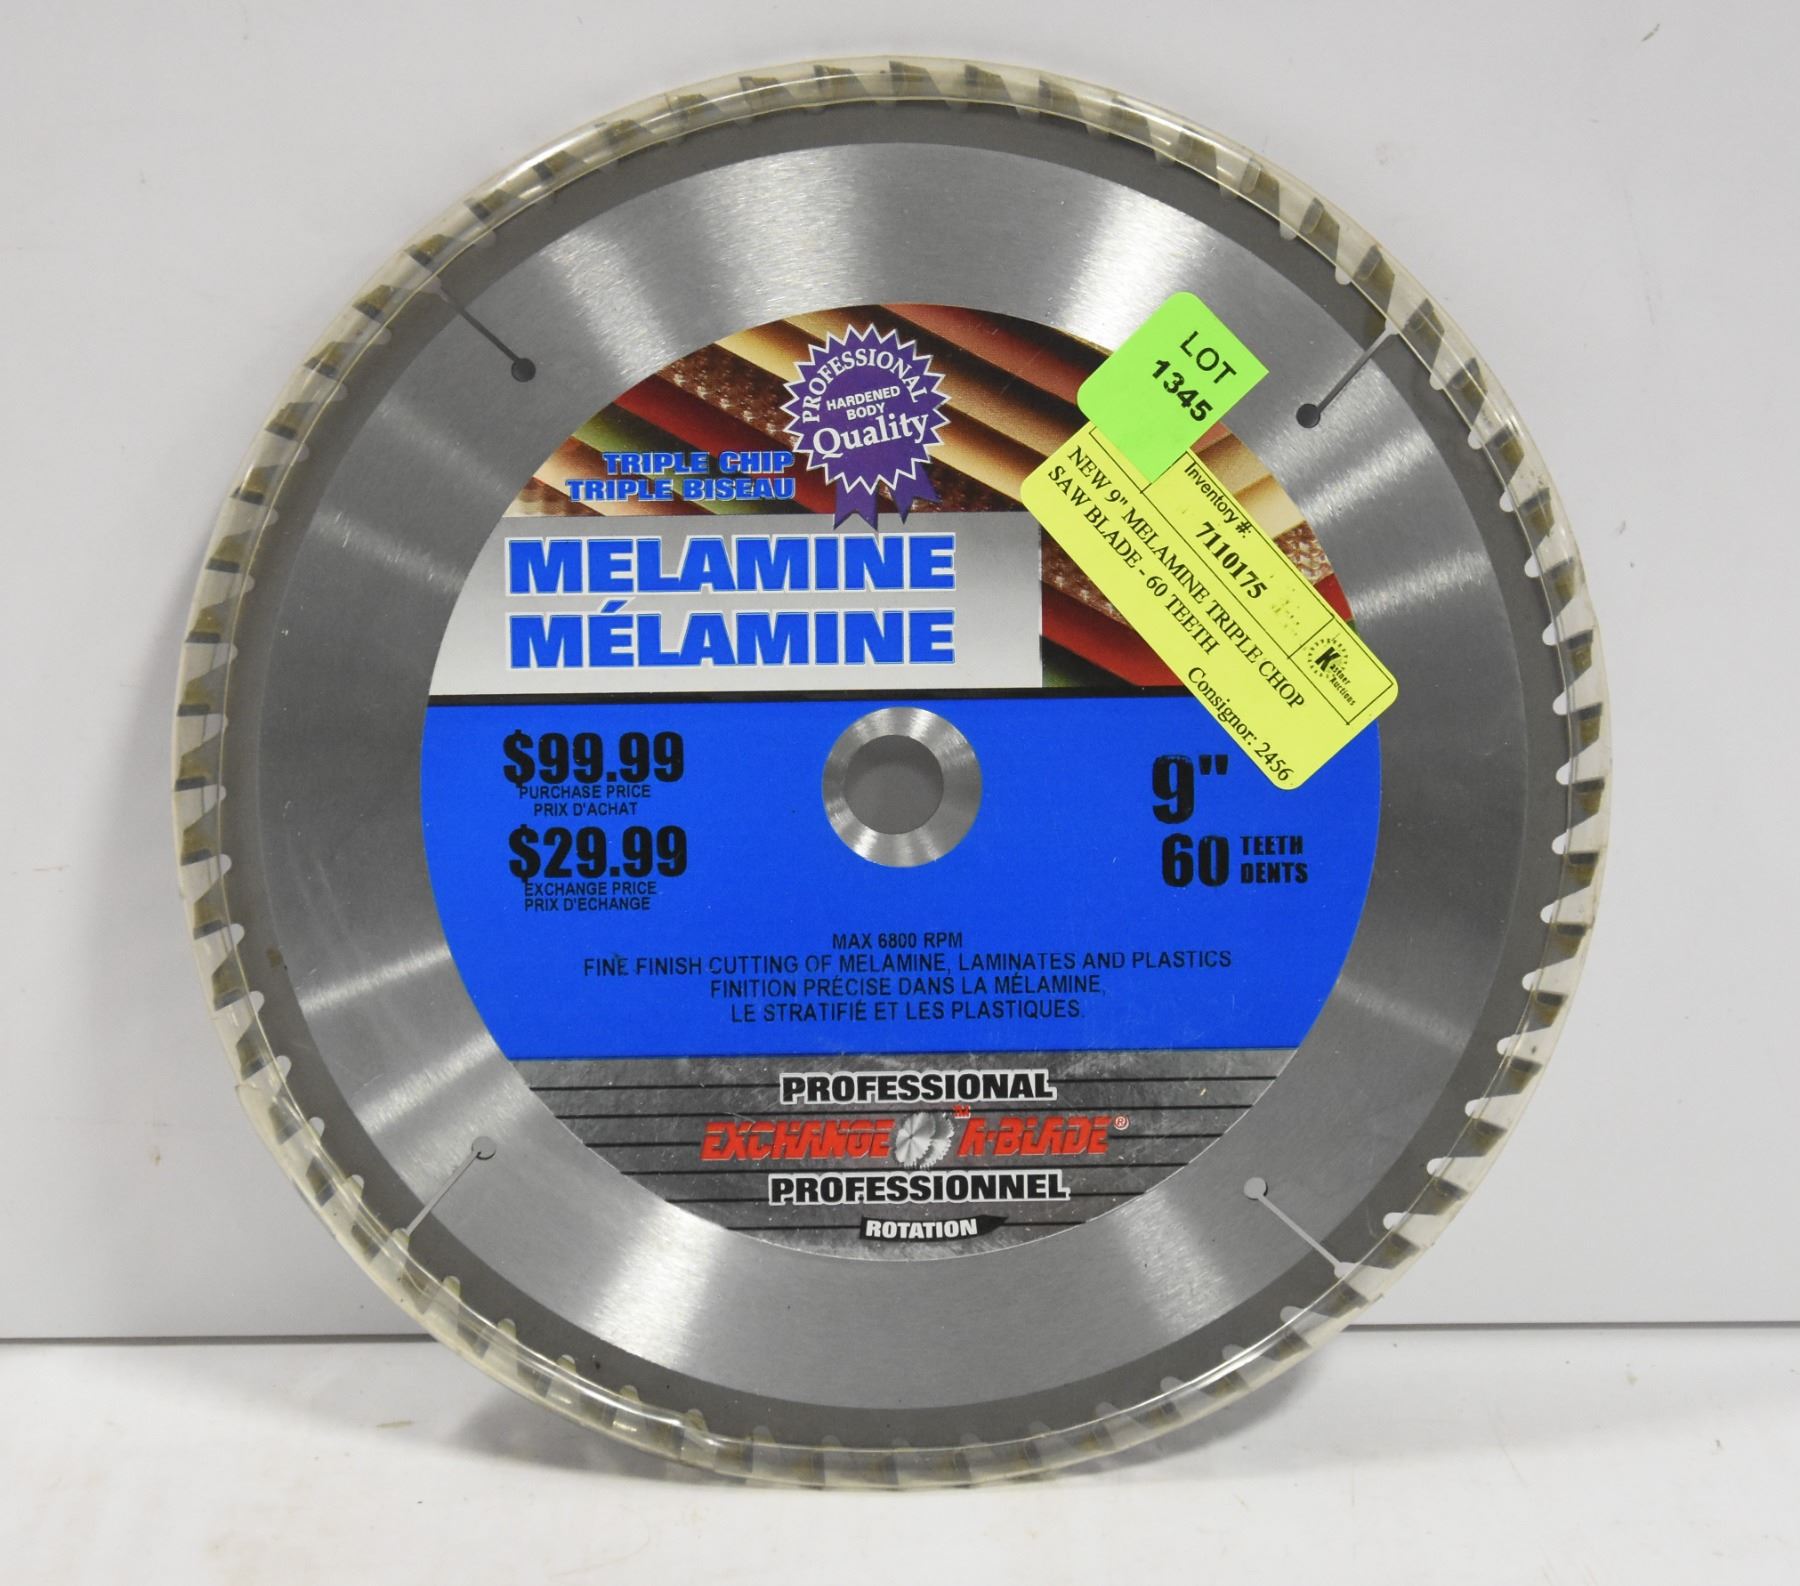 PROFESSIONAL
HARDENED
BODY
Quality
TRIPLE CHIP
TRIPLE BISEAU
MELAMINE
MÉLAMINE
LOT
1345
Inventory #:
7110175
NEW 9" MELAMINE TRIPLE CHOP
SAW BLADE - 60 TEETH
Consignor: 2456
Kastner
Auctions
$99.99
PURCHASE PRICE
PRIX D'ACHAT
$29.99
EXCHANGE PRICE
PRIX D'ECHANGE
9"
60 TEETH
DENTS
MAX 6800 RPM
FINE FINISH CUTTING OF MELAMINE, LAMINATES AND PLASTICS
FINITION PRÉCISE DANS LA MÉLAMINE,
LE STRATIFIÉ ET LES PLASTIQUES.
PROFESSIONAL
EXCHANGE A-BLADE®
TM
PROFESSIONNEL
ROTATION